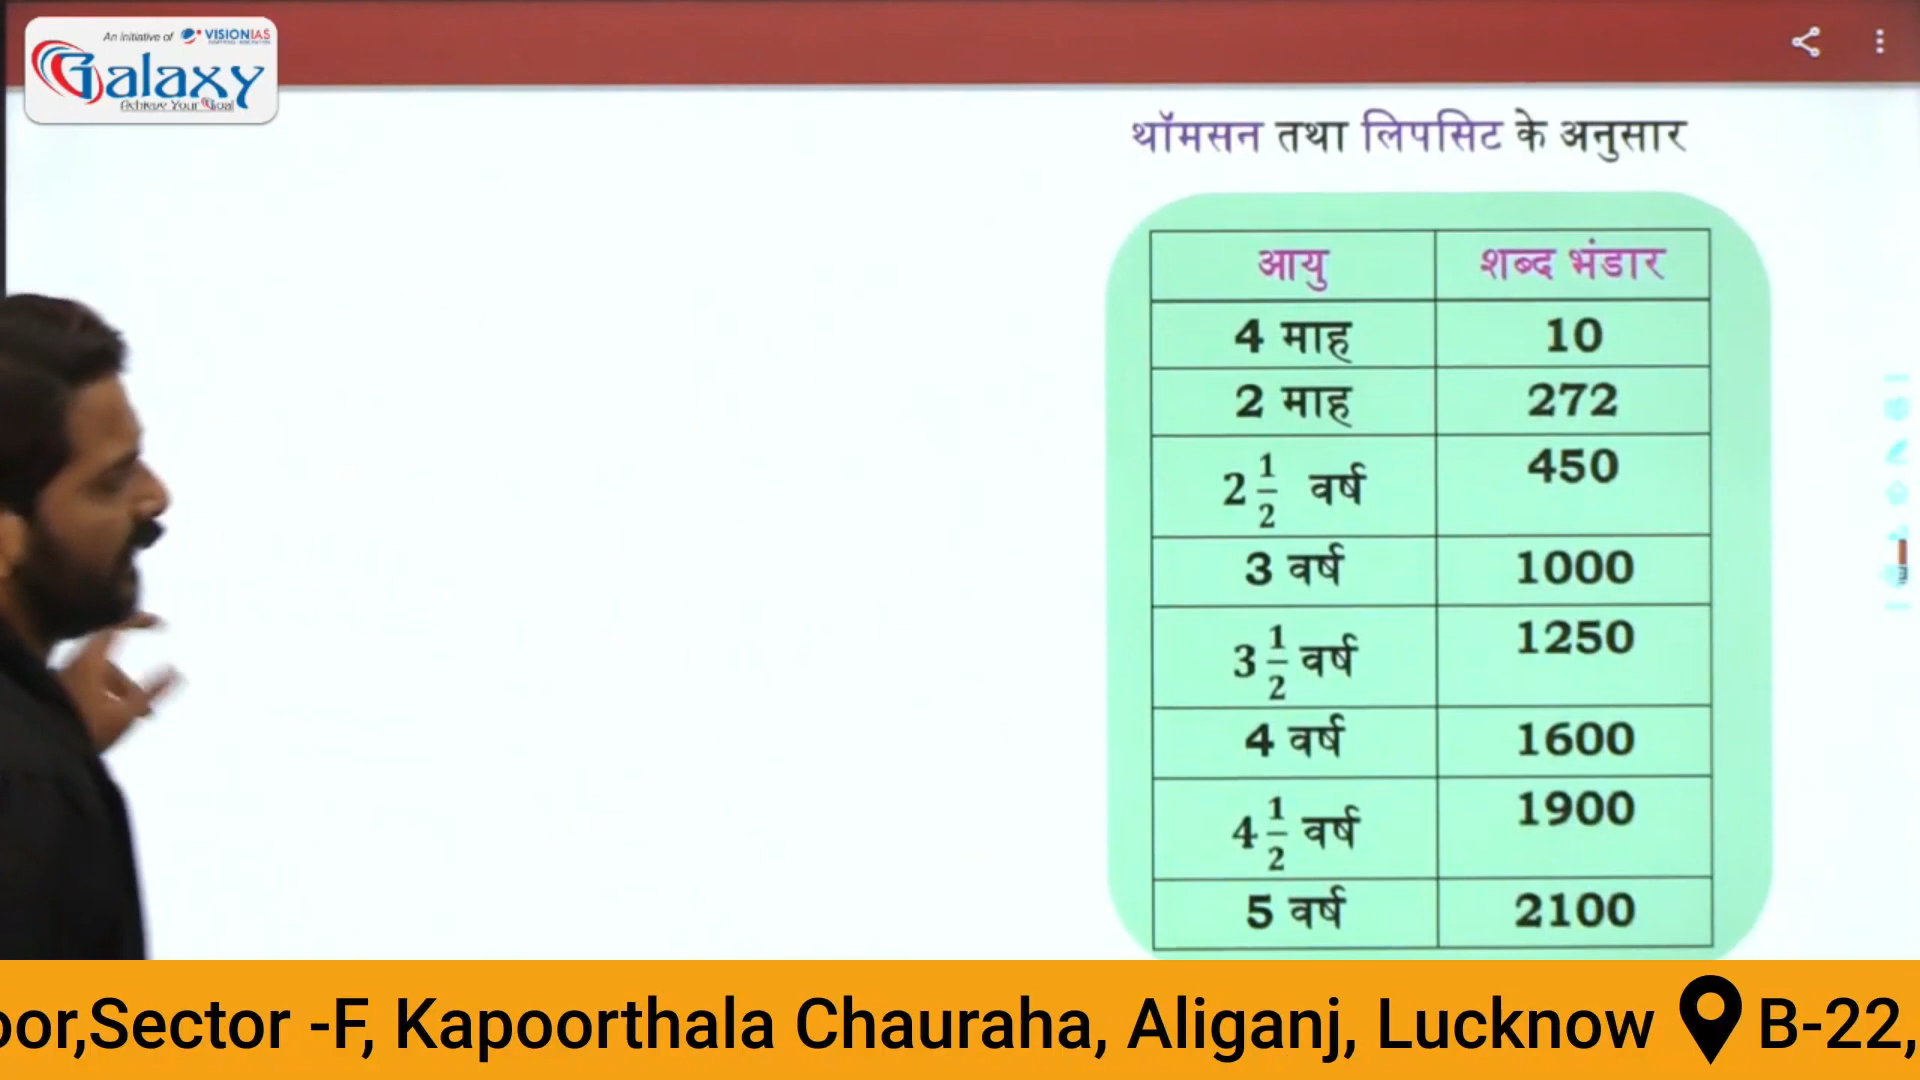 An initiative of VISIONIAS
Galaxy
Achieve Your Goal
थॉमसन तथा लिपसिट के अनुसार
आयु शब्द भंडार
4 माह 10
2 माह 272
2 1/2 वर्ष 450
3 वर्ष 1000
3 1/2 वर्ष 1250
4 वर्ष 1600
4 1/2 वर्ष 1900
5 वर्ष 2100
oor,Sector -F, Kapoorthala Chauraha, Aliganj, Lucknow B-22,